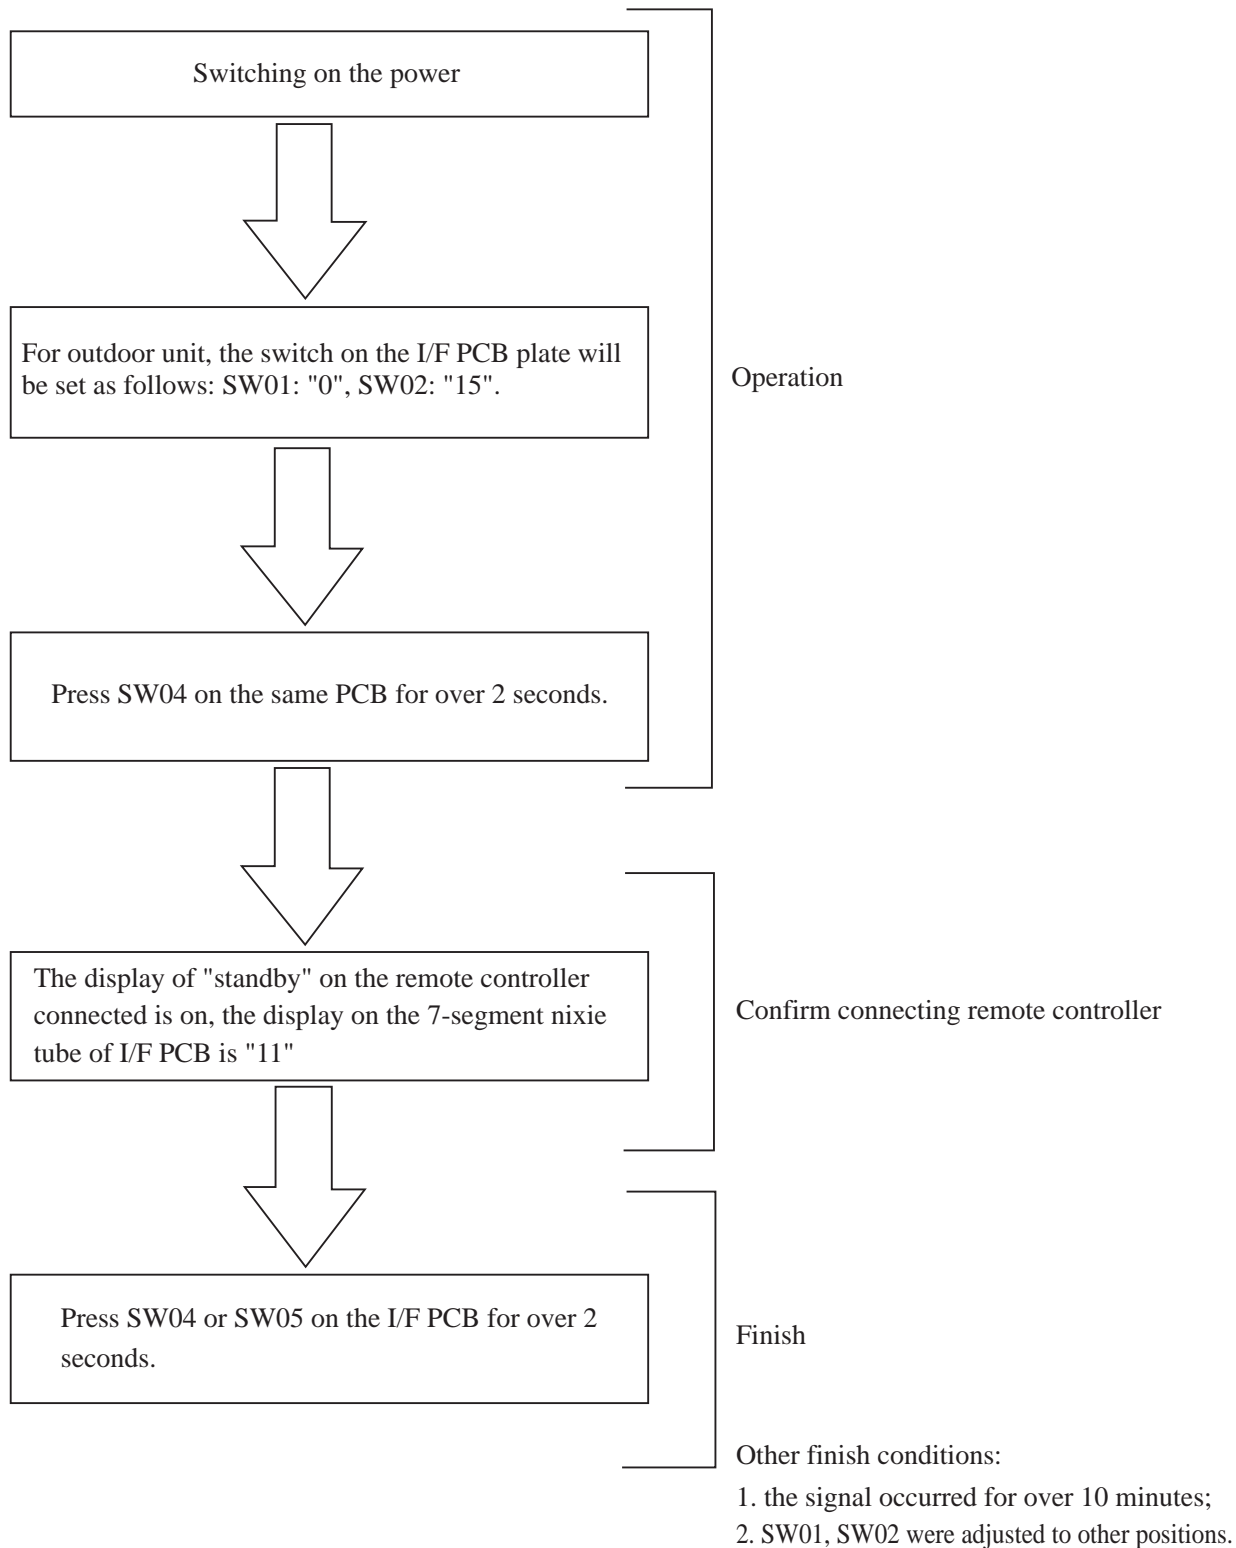 Switching on the power
For outdoor unit, the switch on the I/F PCB plate will
be set as follows: SW01: "0", SW02: "15".
Operation
Press SW04 on the same PCB for over 2 seconds.
The display of "standby" on the remote controller
connected is on, the display on the 7-segment nixie
tube of I/F PCB is "11"
Confirm connecting remote controller
Press SW04 or SW05 on the I/F PCB for over 2
seconds.
Finish
Other finish conditions:
1. the signal occurred for over 10 minutes;
2. SW01, SW02 were adjusted to other positions.